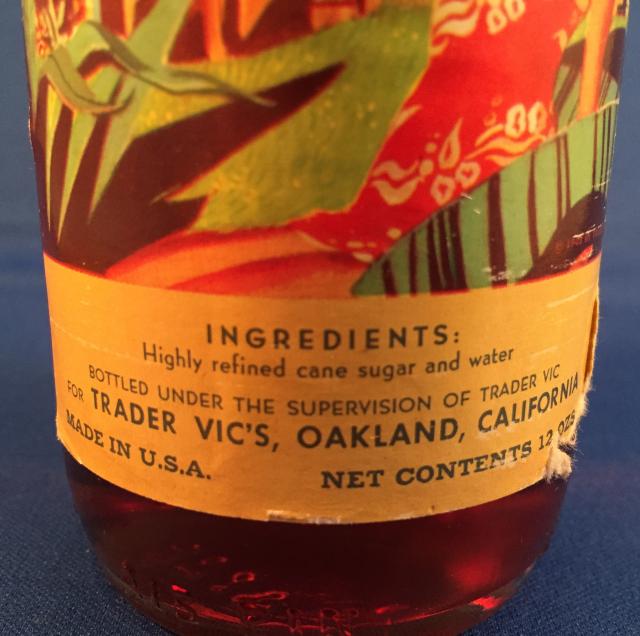 INGREDIENTS:
Highly refined cane sugar and water
BOTTLED UNDER THE SUPERVISION OF TRADER VIC
FOR TRADER VIC'S, OAKLAND, CALIFORNIA
MADE IN U.S.A. NET CONTENTS 12 OZS